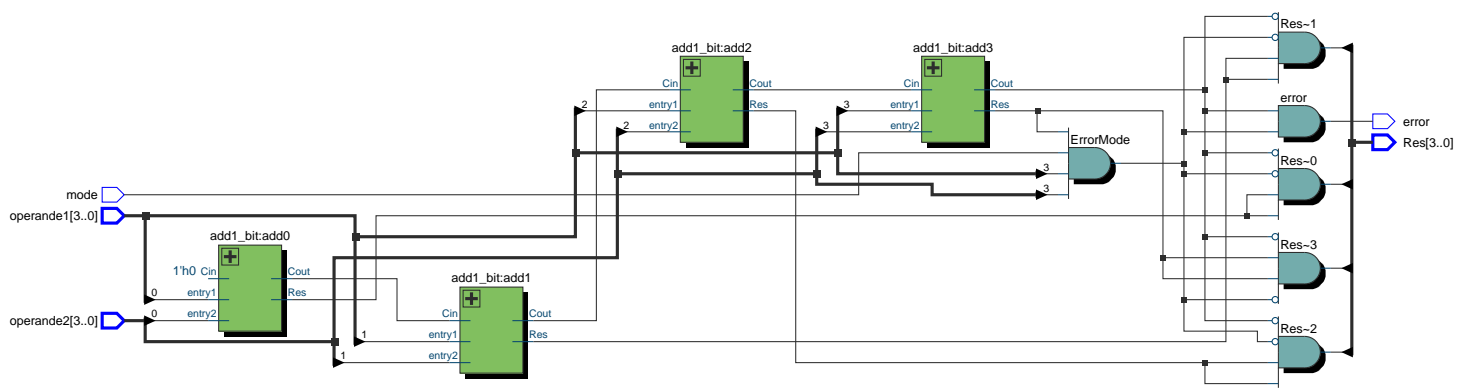 Res~1
add1_bit:add2
add1_bit:add3
Cin
Cout
Cin
Cout
error
2
entry1
Res
3
entry1
Res
error
2
entry2
3
entry2
ErrorMode
Res[3..0]
Res~0
3
3
mode
operande1[3..0]
add1_bit:add0
Res~3
1'h0
Cin
Cout
add1_bit:add1
0
entry1
Res
0
entry2
operande2[3..0]
Cin
Cout
Res~2
1
entry1
Res
1
entry2